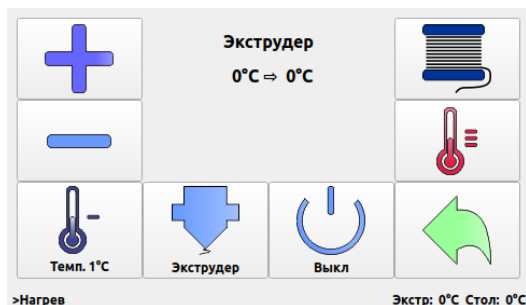 Экструдер
0°C ⇨ 0°C
Темп. 1°C
Экструдер
Выкл
>Нагрев
Экстр: 0°C Стол: 0°C